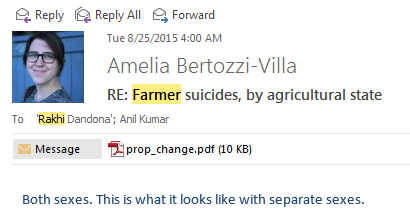 Reply Reply All Forward
Tue 8/25/2015 4:00 AM
Amelia Bertozzi-Villa
RE: Farmer suicides, by agricultural state
To 'Rakhi Dandona'; Anil Kumar
Message prop_change.pdf (10 KB)
Both sexes. This is what it looks like with separate sexes.